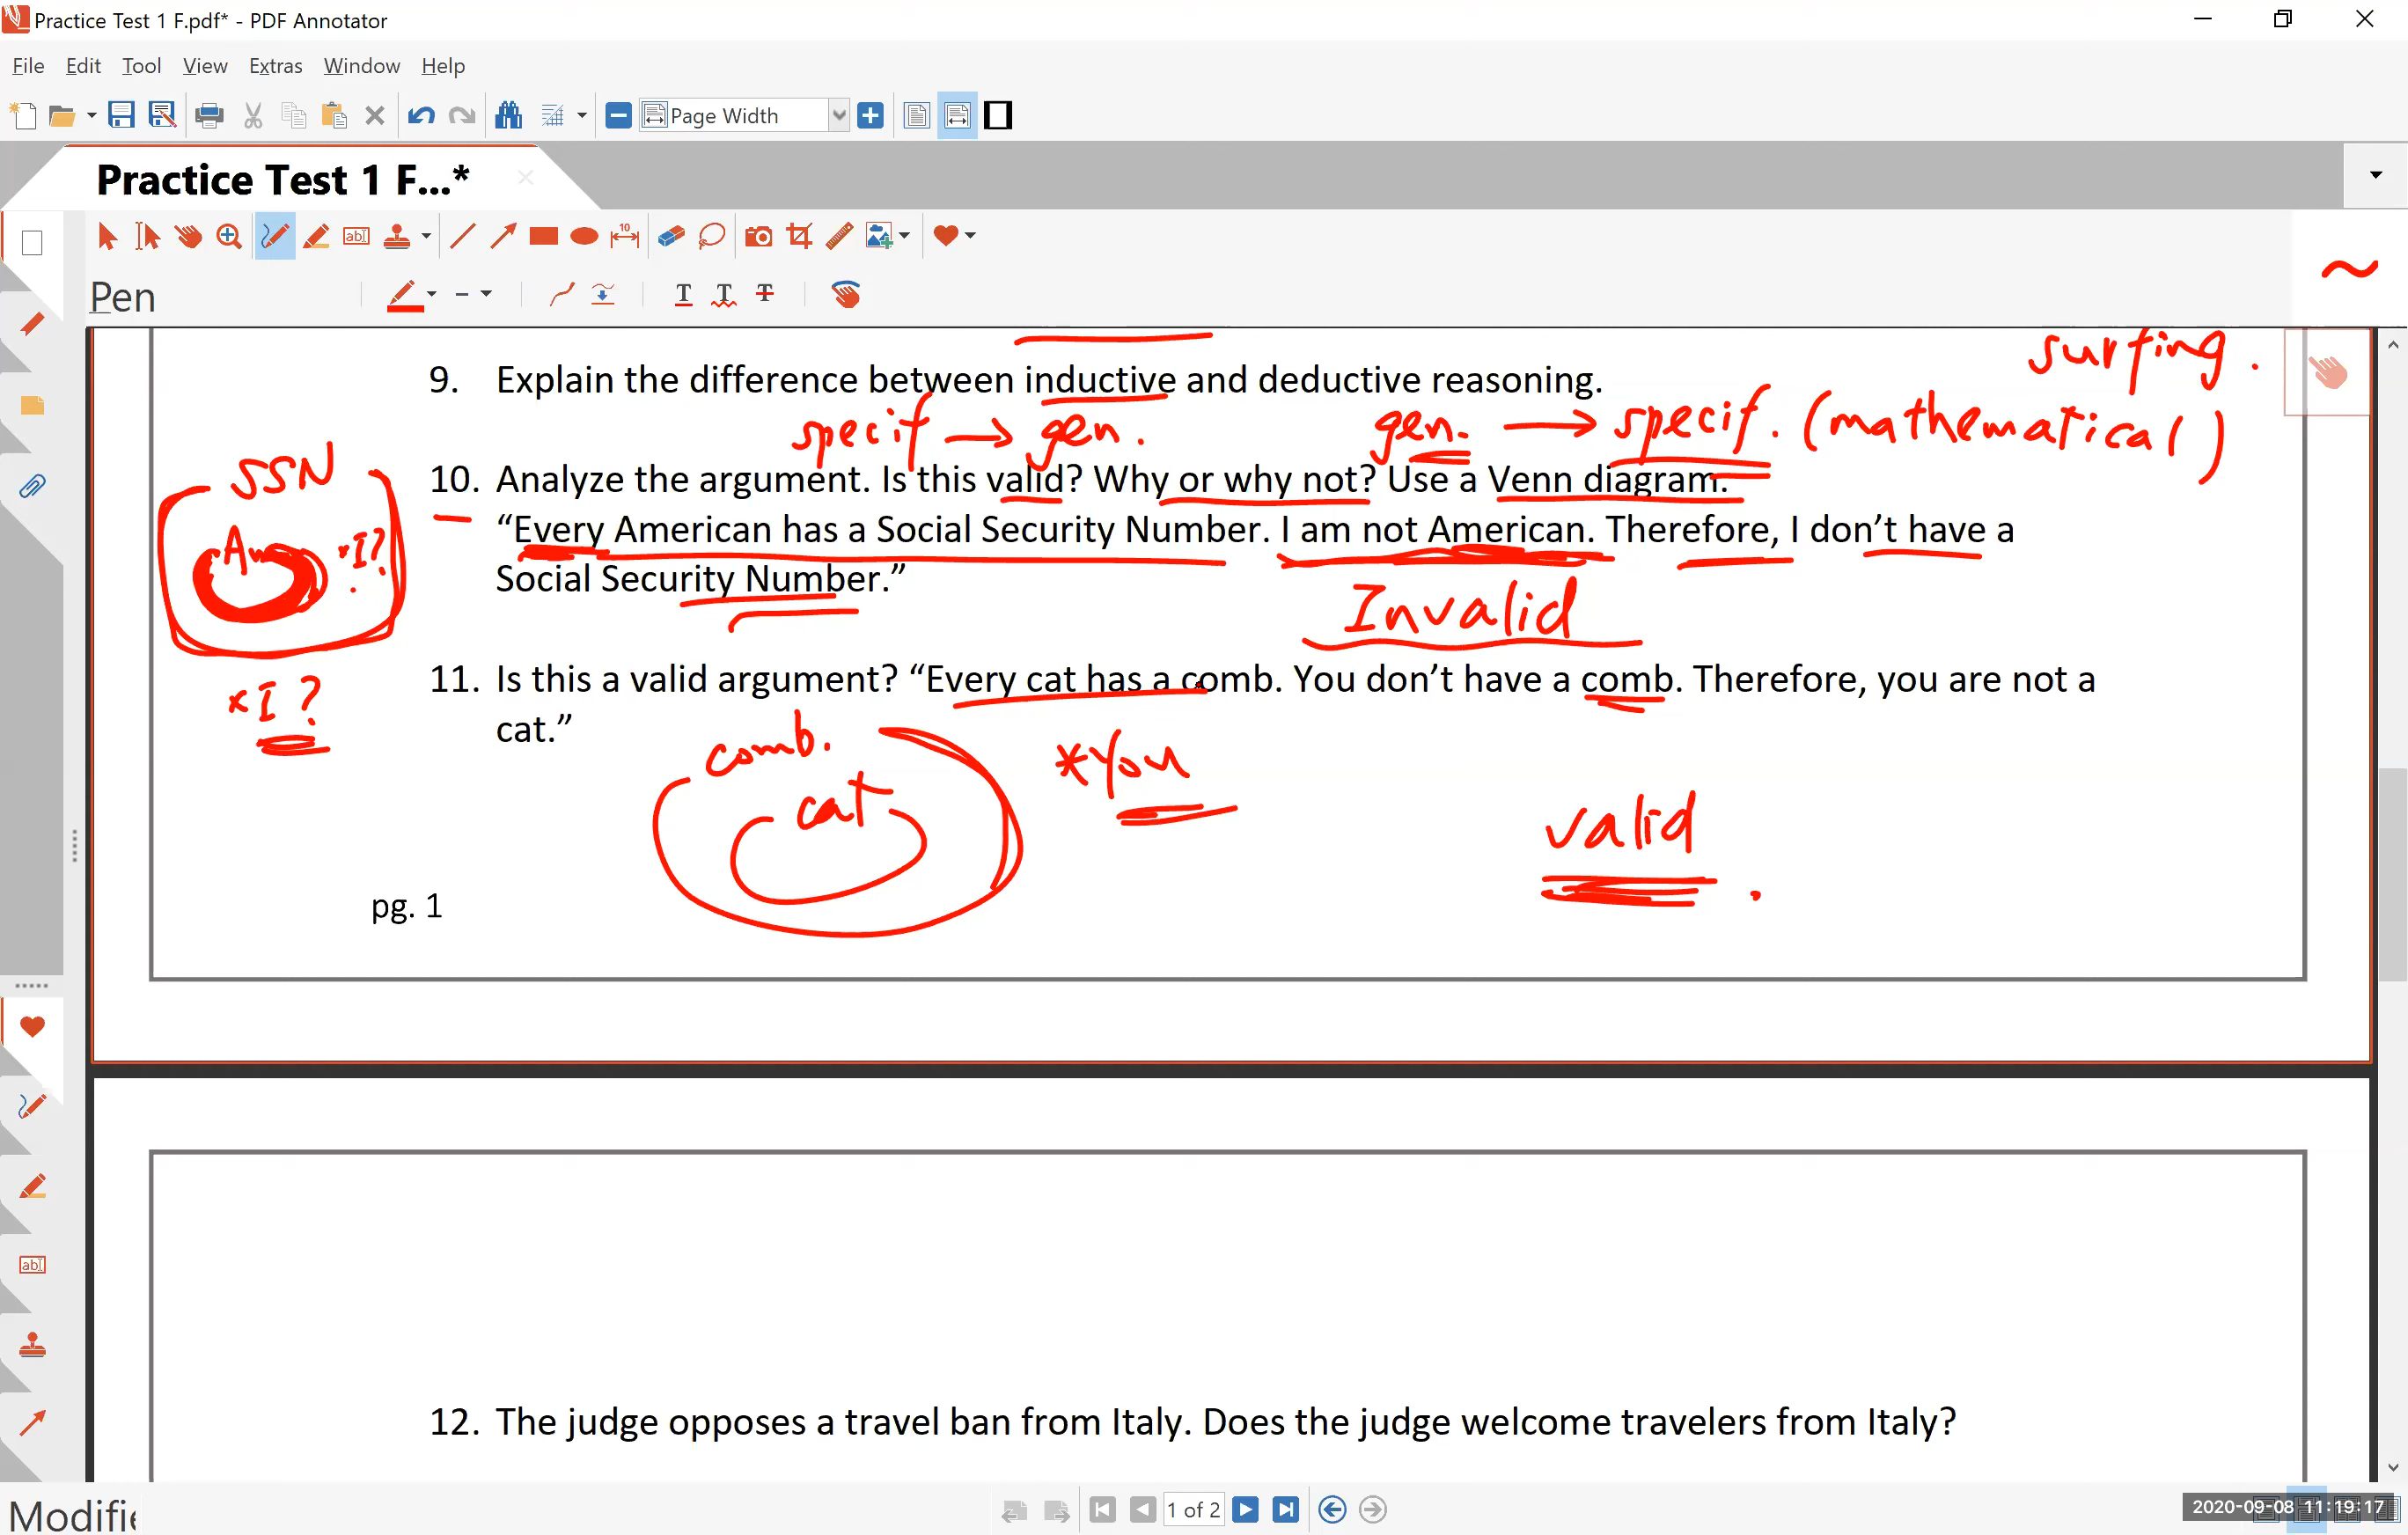 Practice Test 1 F.pdf* - PDF Annotator
File Edit Tool View Extras Window Help
Page Width
Practice Test 1 F...*
Pen
surfing.
9. Explain the difference between inductive and deductive reasoning.
specif → gen. gen. → specif. (mathematical)
SSN
10. Analyze the argument. Is this valid? Why or why not? Use a Venn diagram.
“Every American has a Social Security Number. I am not American. Therefore, I don’t have a
Am xI?
Social Security Number.”
Invalid
xI?
11. Is this a valid argument? “Every cat has a comb. You don’t have a comb. Therefore, you are not a
cat.”
comb. *You
cat
valid.
pg. 1
12. The judge opposes a travel ban from Italy. Does the judge welcome travelers from Italy?
1 of 2
2020-09-08 11:19:17